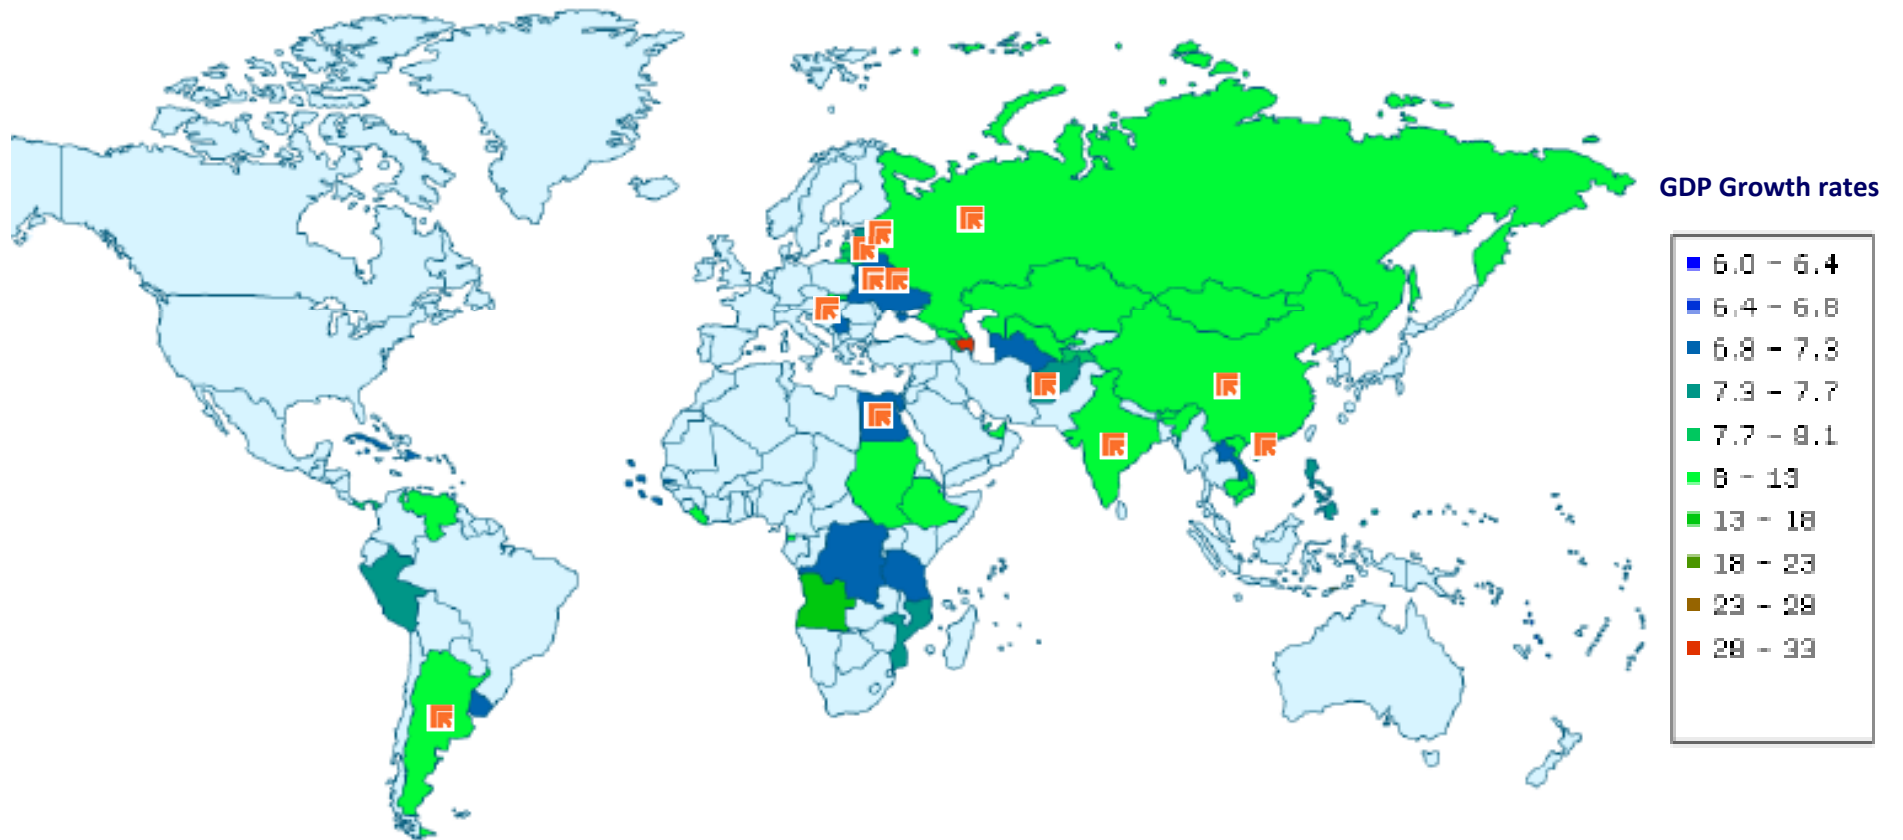 GDP Growth rates
6.0 - 6.4
6.4 - 6.8
6.8 - 7.3
7.3 - 7.7
7.7 - 8.1
8 - 13
13 - 18
18 - 23
23 - 28
28 - 33